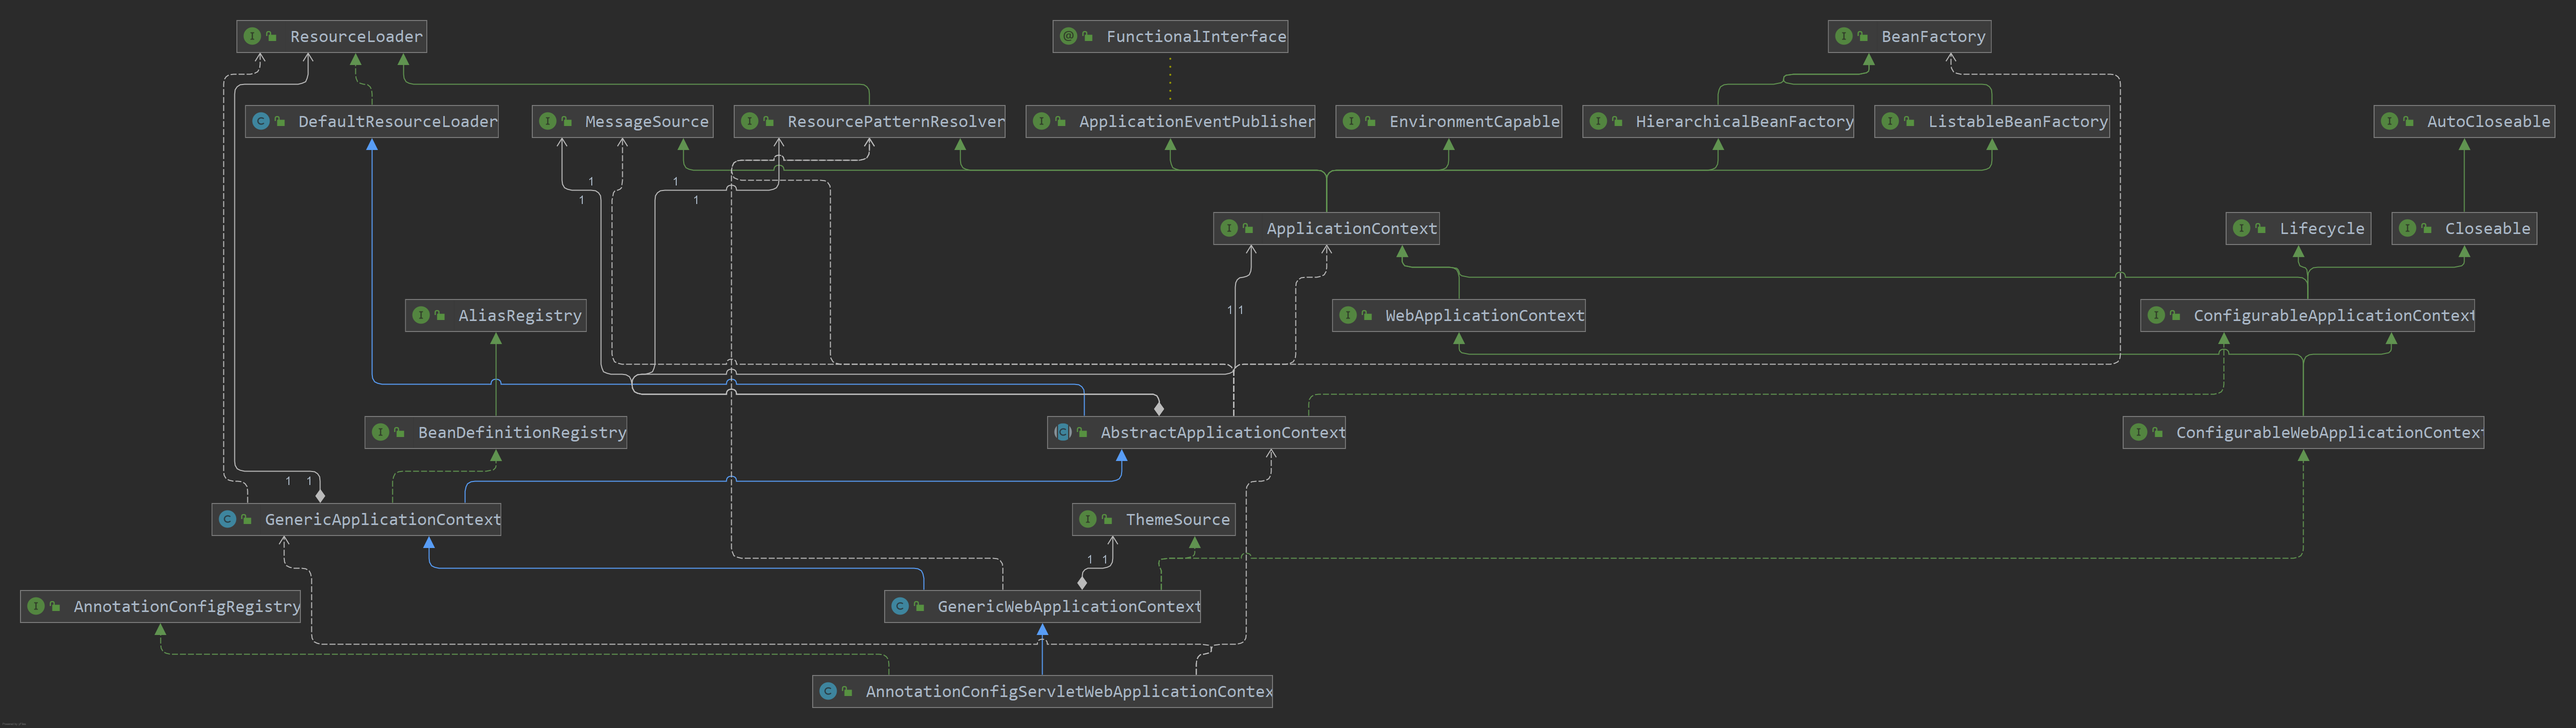 ResourceLoader
FunctionalInterface
BeanFactory
DefaultResourceLoader
MessageSource
ResourcePatternResolver
ApplicationEventPublisher
EnvironmentCapable
HierarchicalBeanFactory
ListableBeanFactory
AutoCloseable
1
1
1
1
ApplicationContext
Lifecycle
Closeable
AliasRegistry
1 1
WebApplicationContext
ConfigurableApplicationContext
BeanDefinitionRegistry
AbstractApplicationContext
ConfigurableWebApplicationContext
1 1
GenericApplicationContext
ThemeSource
1 1
AnnotationConfigRegistry
GenericWebApplicationContext
AnnotationConfigServletWebApplicationContex